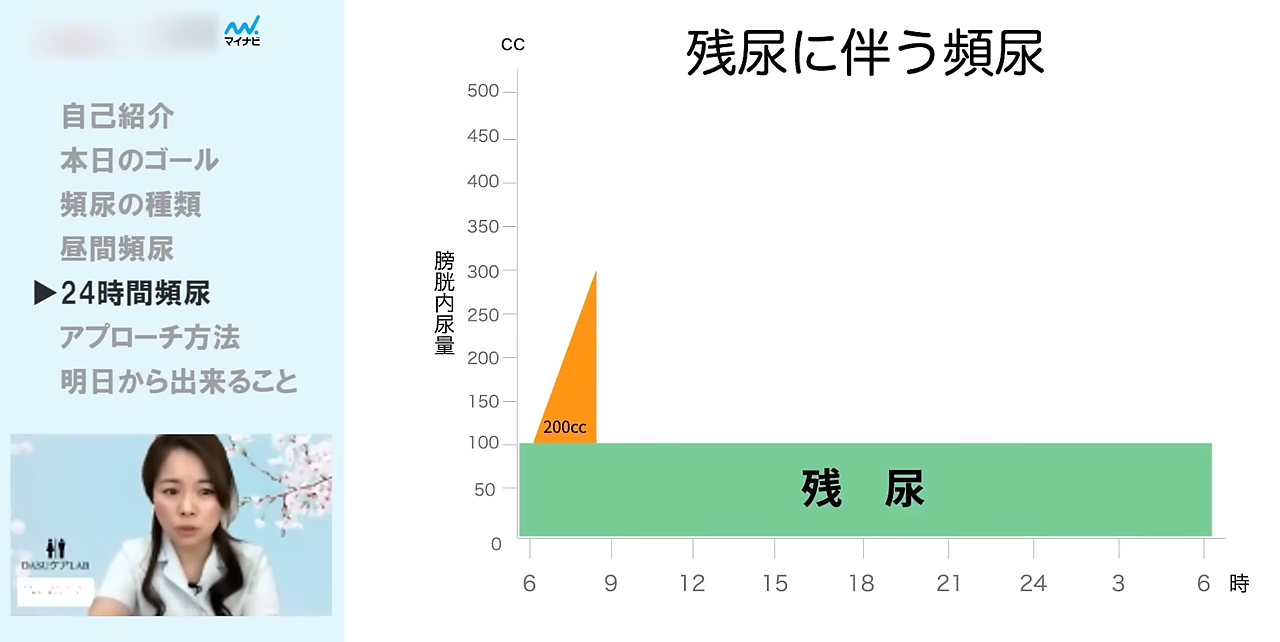 マイナビ
自己紹介
本日のゴール
頻尿の種類
昼間頻尿
▶24時間頻尿
アプローチ方法
明日から出来ること
DASUケアLAB
残尿に伴う頻尿
cc
500
450
400
350
300
250
200
150
100
50
0
膀胱内尿量
200cc
残 尿
6 9 12 15 18 21 24 3 6 時